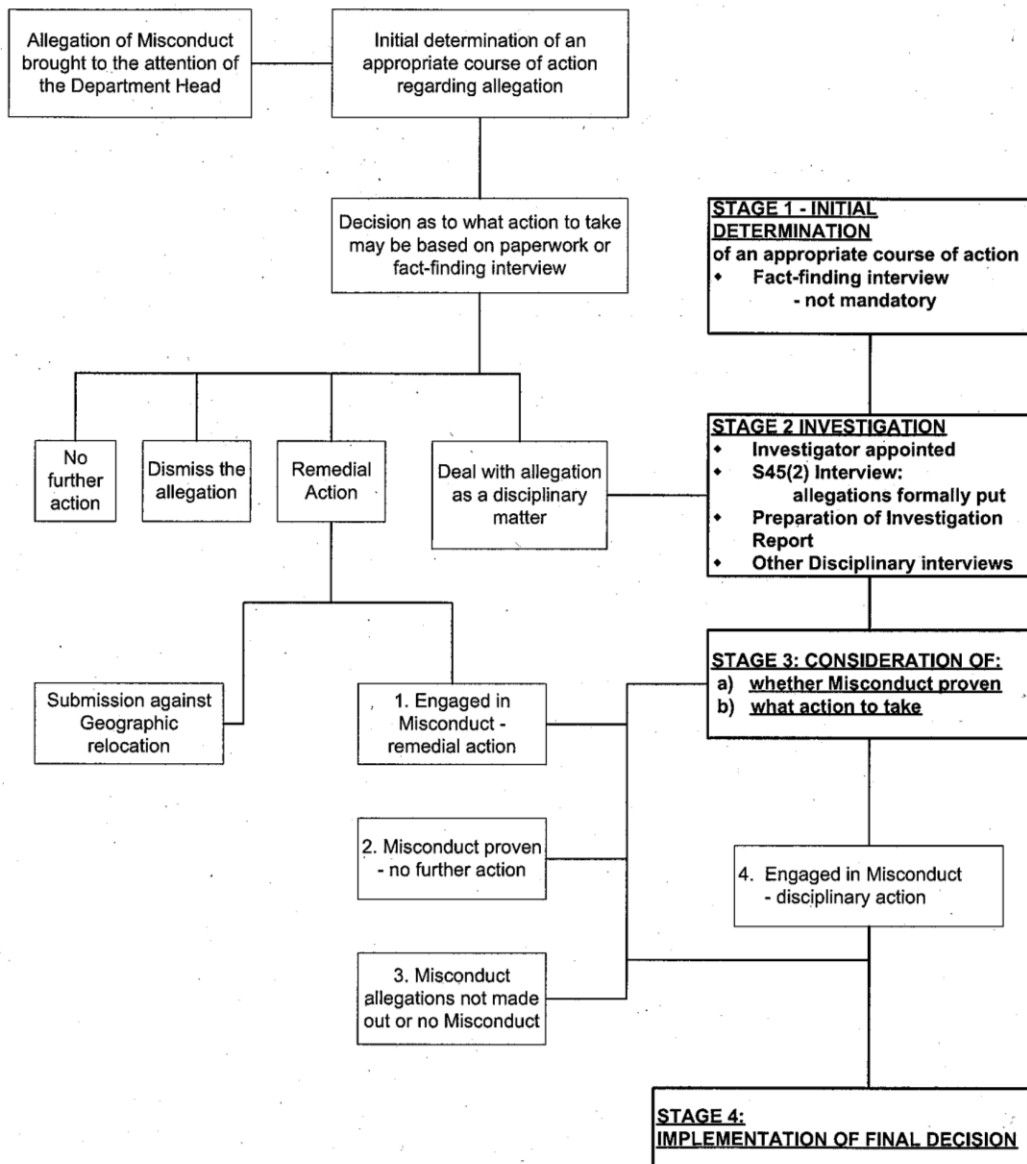 Allegation of Misconduct
brought to the attention of
the Department Head
Initial determination of an
appropriate course of action
regarding allegation
Decision as to what action to take
may be based on paperwork or
fact-finding interview
STAGE 1 - INITIAL
DETERMINATION
of an appropriate course of action
• Fact-finding interview
- not mandatory
No
further
action
Dismiss the
allegation
Remedial
Action
Deal with allegation
as a disciplinary
matter
STAGE 2 INVESTIGATION
• Investigator appointed
• S45(2) Interview:
allegations formally put
• Preparation of Investigation
Report
• Other Disciplinary interviews
Submission against
Geographic
relocation
1. Engaged in
Misconduct -
remedial action
STAGE 3: CONSIDERATION OF:
a) whether Misconduct proven
b) what action to take
2. Misconduct proven
- no further action
4. Engaged in Misconduct
- disciplinary action
3. Misconduct
allegations not made
out or no Misconduct
STAGE 4:
IMPLEMENTATION OF FINAL DECISION